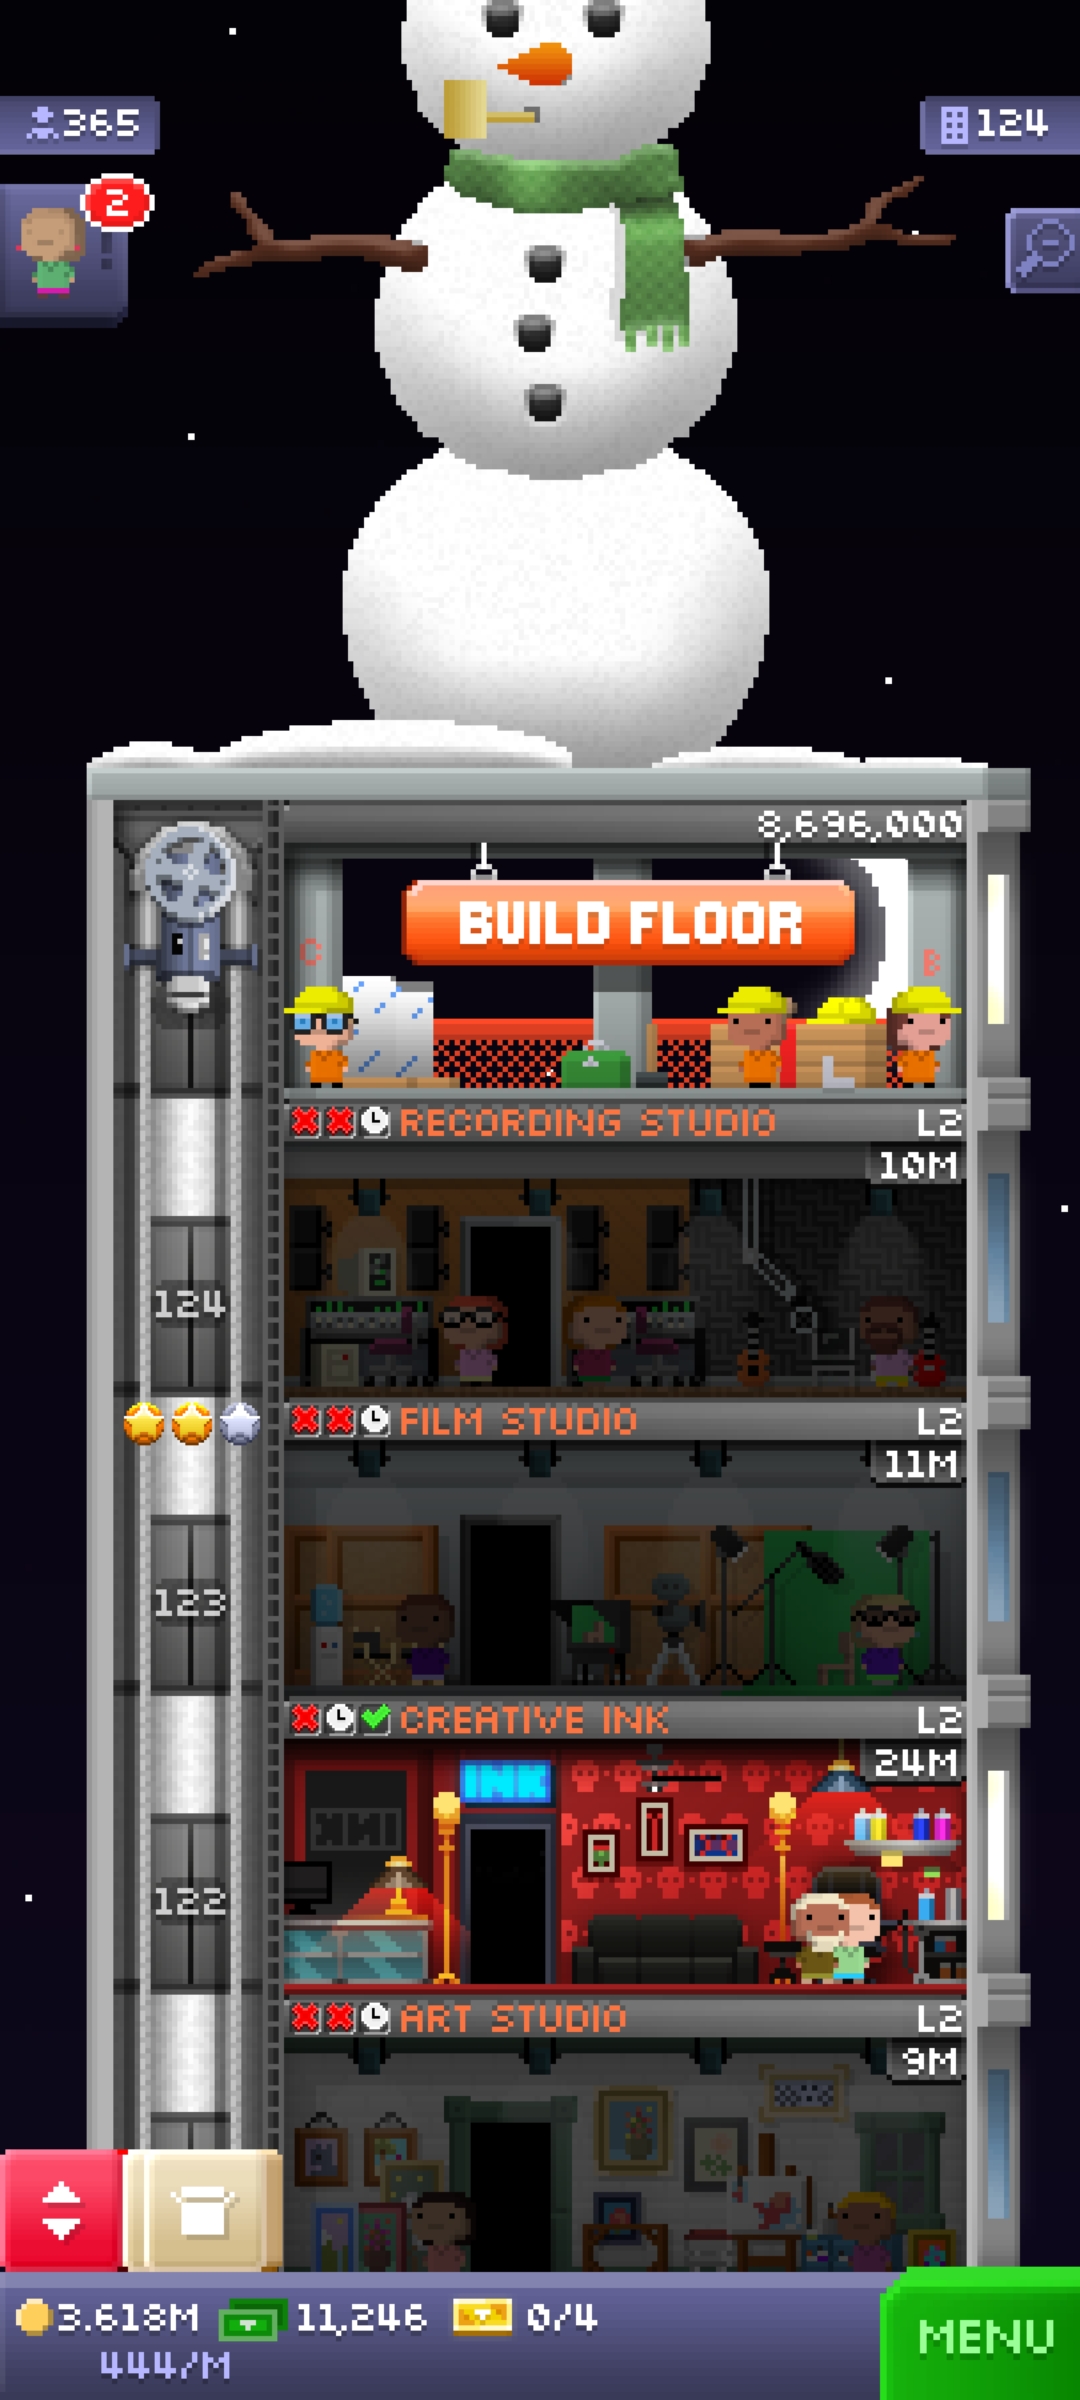 365
124
2
8,696,000
BUILD FLOOR
C
B
RECORDING STUDIO L2
10M
124
FILM STUDIO L2
11M
123
CREATIVE INK L2
24M
INK
122
ART STUDIO L2
9M
3.618M 11,246 0/4
444/M
MENU